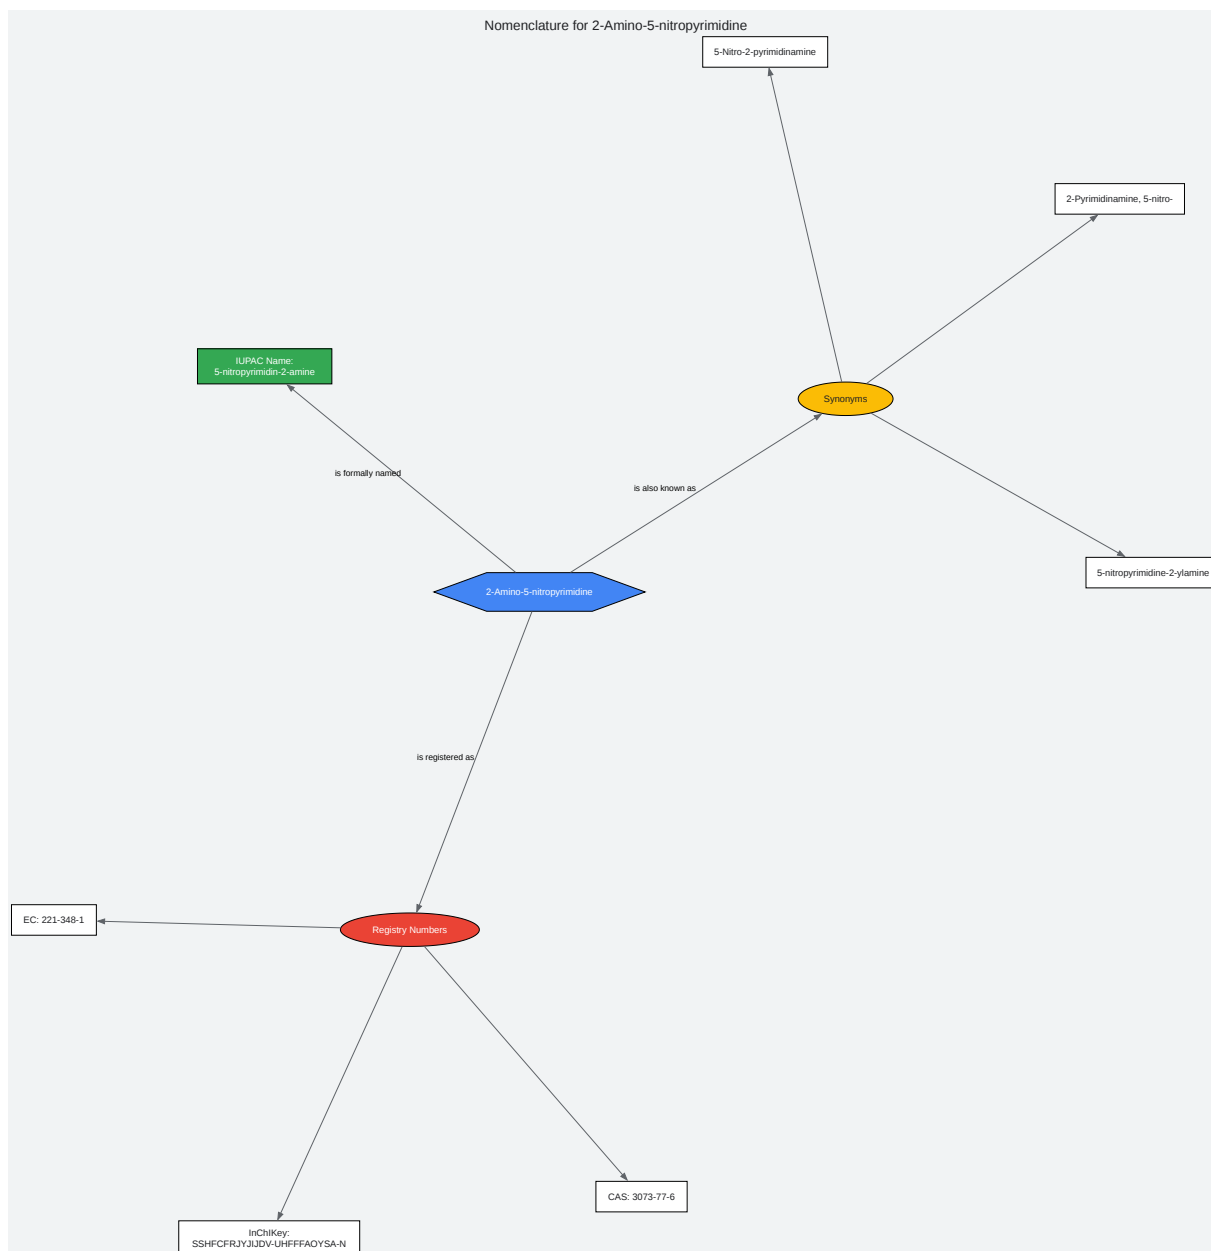 Nomenclature for 2-Amino-5-nitropyrimidine
5-Nitro-2-pyrimidinamine
2-Pyrimidinamine, 5-nitro-
IUPAC Name:
5-nitropyrimidin-2-amine
Synonyms
is formally named
is also known as
5-nitropyrimidine-2-ylamine
2-Amino-5-nitropyrimidine
is registered as
EC: 221-348-1
Registry Numbers
CAS: 3073-77-6
InChIKey:
SSHFCFRJYJIJDV-UHFFFAOYSA-N